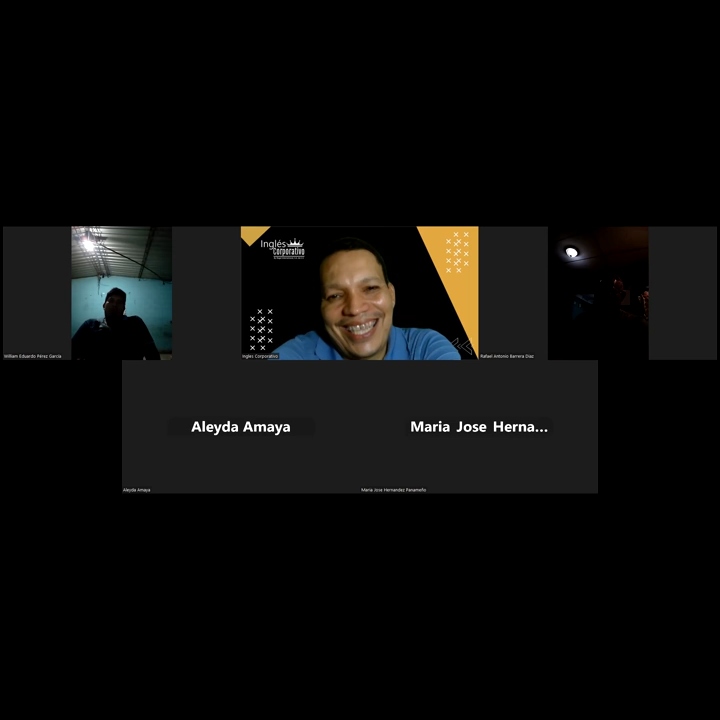 Inglés
Corporativo
William Eduardo Pérez García
Inglés Corporativo
Rafael Antonio Barrera Diaz
Aleyda Amaya
Maria Jose Herna...
Aleyda Amaya
Maria Jose Hernandez Panameño